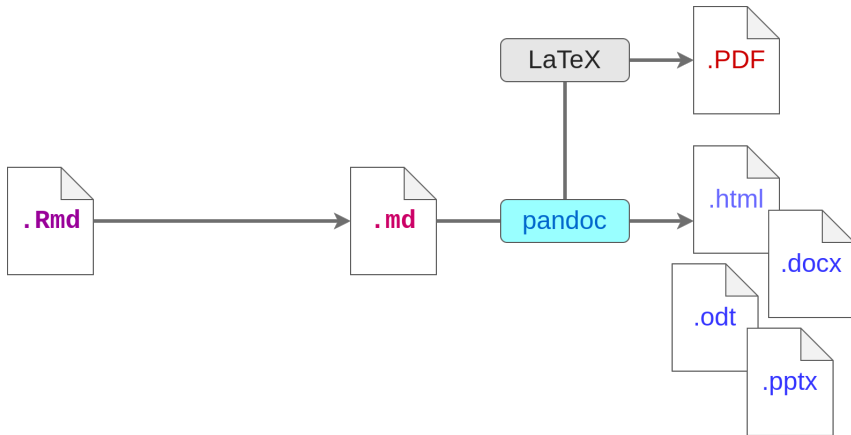 LaTeX
.PDF
.Rmd
.md
pandoc
.html
.docx
.odt
.pptx